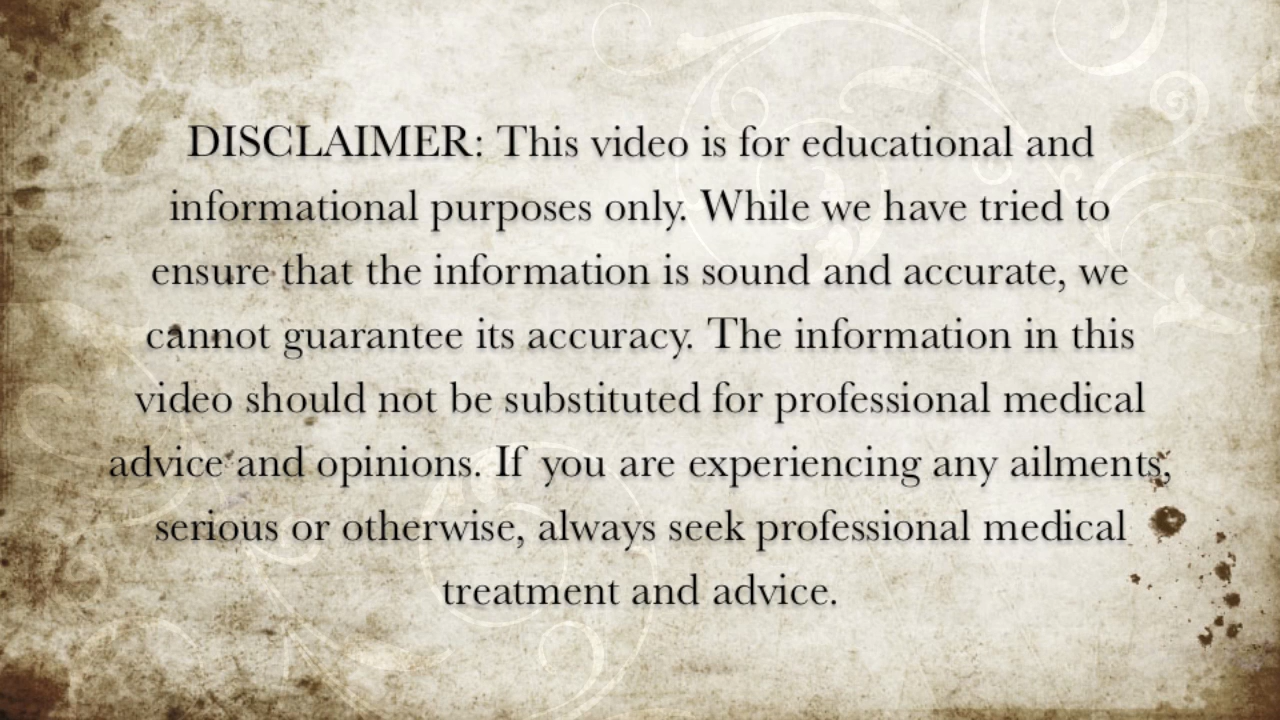 DISCLAIMER: This video is for educational and
informational purposes only. While we have tried to
ensure that the information is sound and accurate, we
cannot guarantee its accuracy. The information in this
video should not be substituted for professional medical
advice and opinions. If you are experiencing any ailments,
serious or otherwise, always seek professional medical
treatment and advice.